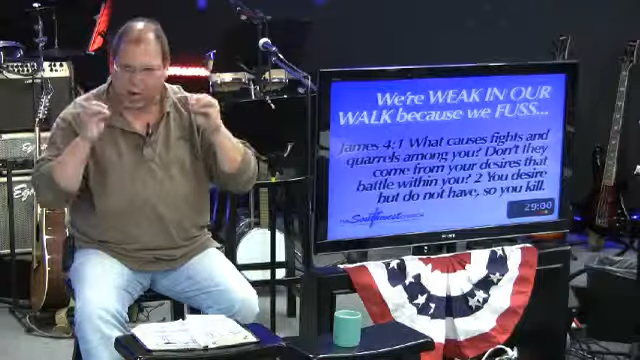 We're WEAK IN OUR
WALK because we FUSS...
James 4:1 What causes fights and
quarrels among you? Don't they
come from your desires that
battle within you? 2 You desire
but do not have, so you kill.
29:00
Southwest